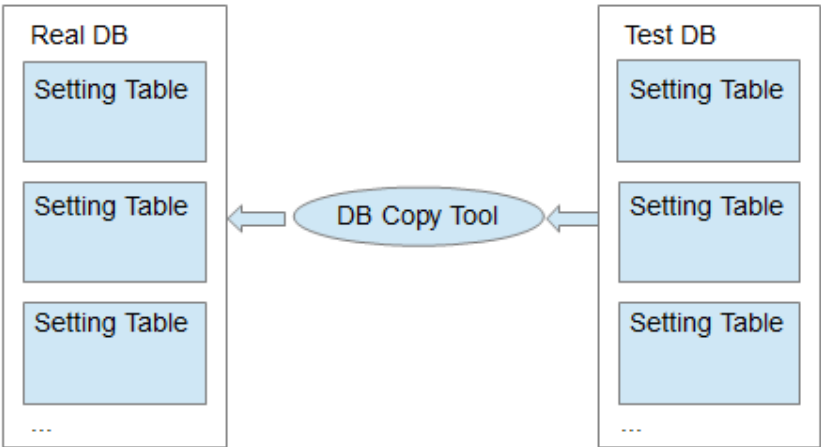 Real DB
Setting Table
Setting Table
Setting Table
...
DB Copy Tool
Test DB
Setting Table
Setting Table
Setting Table
...